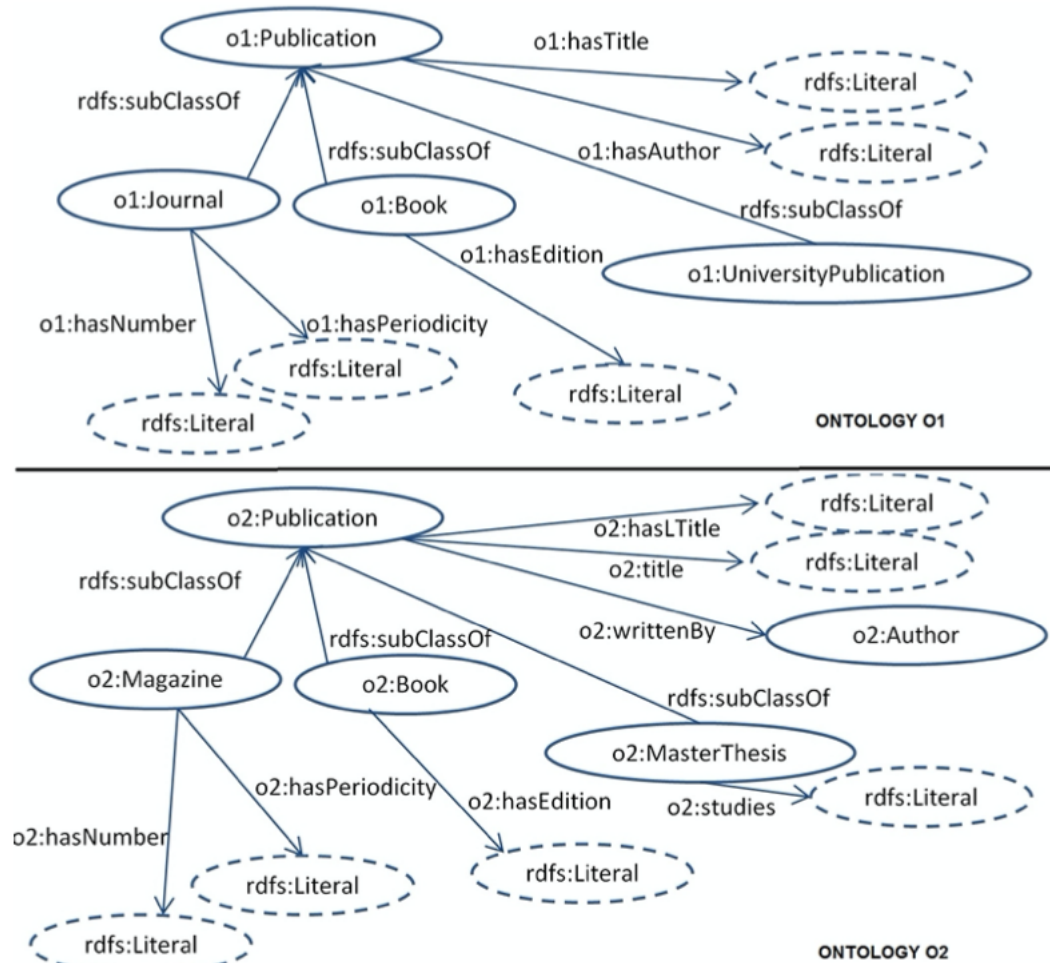 o1:Publication
o1:hasTitle
rdfs:Literal
rdfs:subClassOf
rdfs:subClassOf
o1:hasAuthor
rdfs:Literal
o1:Journal
o1:Book
rdfs:subClassOf
o1:hasEdition
o1:UniversityPublication
o1:hasNumber
o1:hasPeriodicity
rdfs:Literal
rdfs:Literal
rdfs:Literal
ONTOLOGY O1
o2:Publication
rdfs:Literal
o2:hasLTitle
o2:title
rdfs:Literal
rdfs:subClassOf
rdfs:subClassOf
o2:writtenBy
o2:Author
o2:Magazine
o2:Book
rdfs:subClassOf
o2:MasterThesis
o2:hasPeriodicity
o2:hasEdition
o2:studies
rdfs:Literal
o2:hasNumber
rdfs:Literal
rdfs:Literal
rdfs:Literal
ONTOLOGY O2